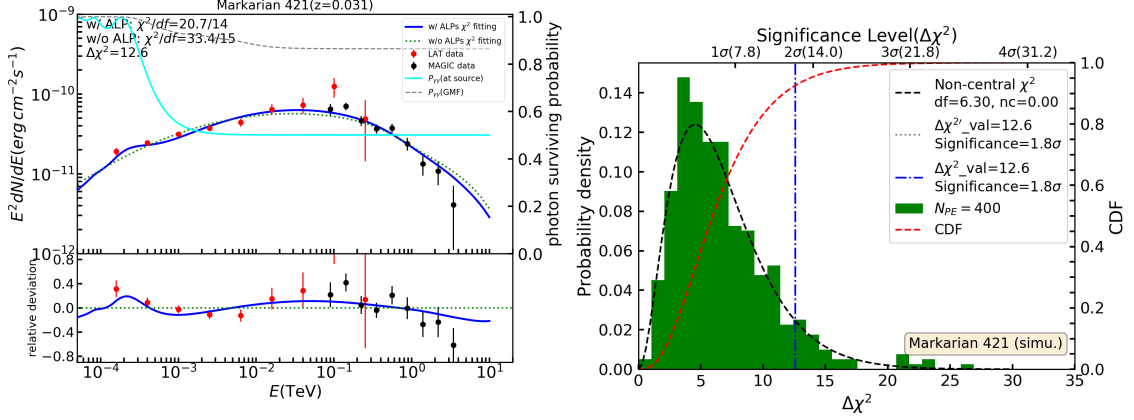 Markarian 421(z=0.031)
w/ ALP: χ²/df=20.7/14
w/o ALP: χ²/df=33.4/15
Δχ²=12.6
w/ ALPs χ² fitting
w/o ALPs χ² fitting
LAT data
MAGIC data
Pγγ(at source)
Pγγ(GMF)
10⁻⁹
10⁻¹⁰
10⁻¹¹
10⁻¹²
E²dN/dE(erg cm⁻²s⁻¹)
1.0
0.8
0.6
0.4
0.2
0.0
photon surviving probability
0.8
0.4
0.0
−0.4
−0.8
relative deviation
10⁻⁴ 10⁻³ 10⁻² 10⁻¹ 10⁰ 10¹
E(TeV)
Significance Level(Δχ²)
1σ(7.8) 2σ(14.0) 3σ(21.8) 4σ(31.2)
Non-central χ²
df=6.30, nc=0.00
Δχ²′_val=12.6
Significance=1.8σ
Δχ²_val=12.6
Significance=1.8σ
N_PE = 400
CDF
0.14
0.12
0.10
0.08
0.06
0.04
0.02
0.00
Probability density
1.0
0.8
0.6
0.4
0.2
0.0
CDF
Markarian 421 (simu.)
0 5 10 15 20 25 30 35
Δχ²